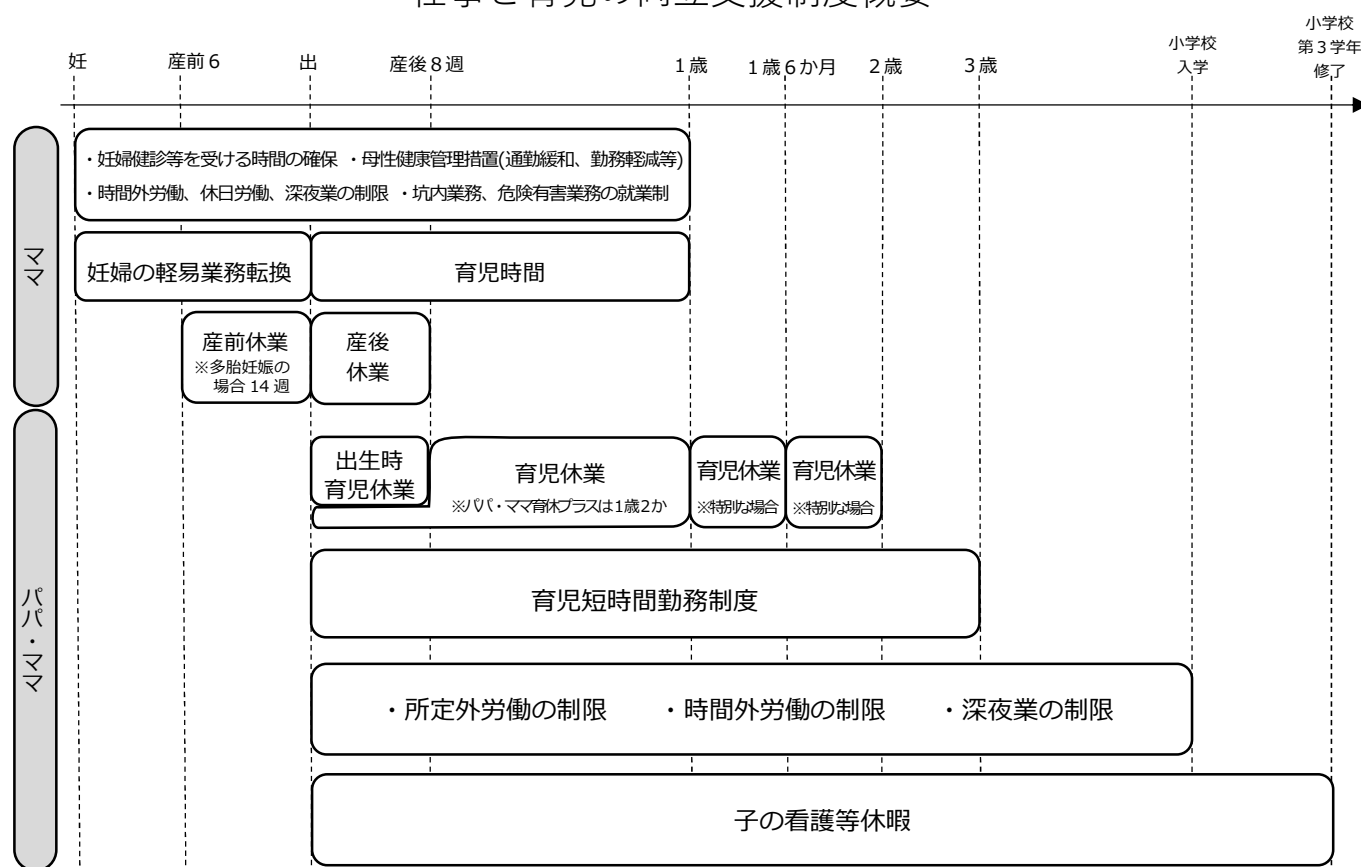 小学校
第３学年
修了
小学校
入学
妊
産前６
出
産後８週
１歳
１歳６か月
２歳
３歳
ママ
・妊婦健診等を受ける時間の確保 ・母性健康管理措置(通勤緩和、勤務軽減等)
・時間外労働、休日労働、深夜業の制限 ・坑内業務、危険有害業務の就業制
妊婦の軽易業務転換
育児時間
産前休業
※多胎妊娠の
場合 14 週
産後
休業
パパ・ママ
出生時
育児休業
育児休業
※パパ・ママ育休プラスは１歳２か
育児休業
※特別な場合
育児休業
※特別な場合
育児短時間勤務制度
・所定外労働の制限 ・時間外労働の制限 ・深夜業の制限
子の看護等休暇